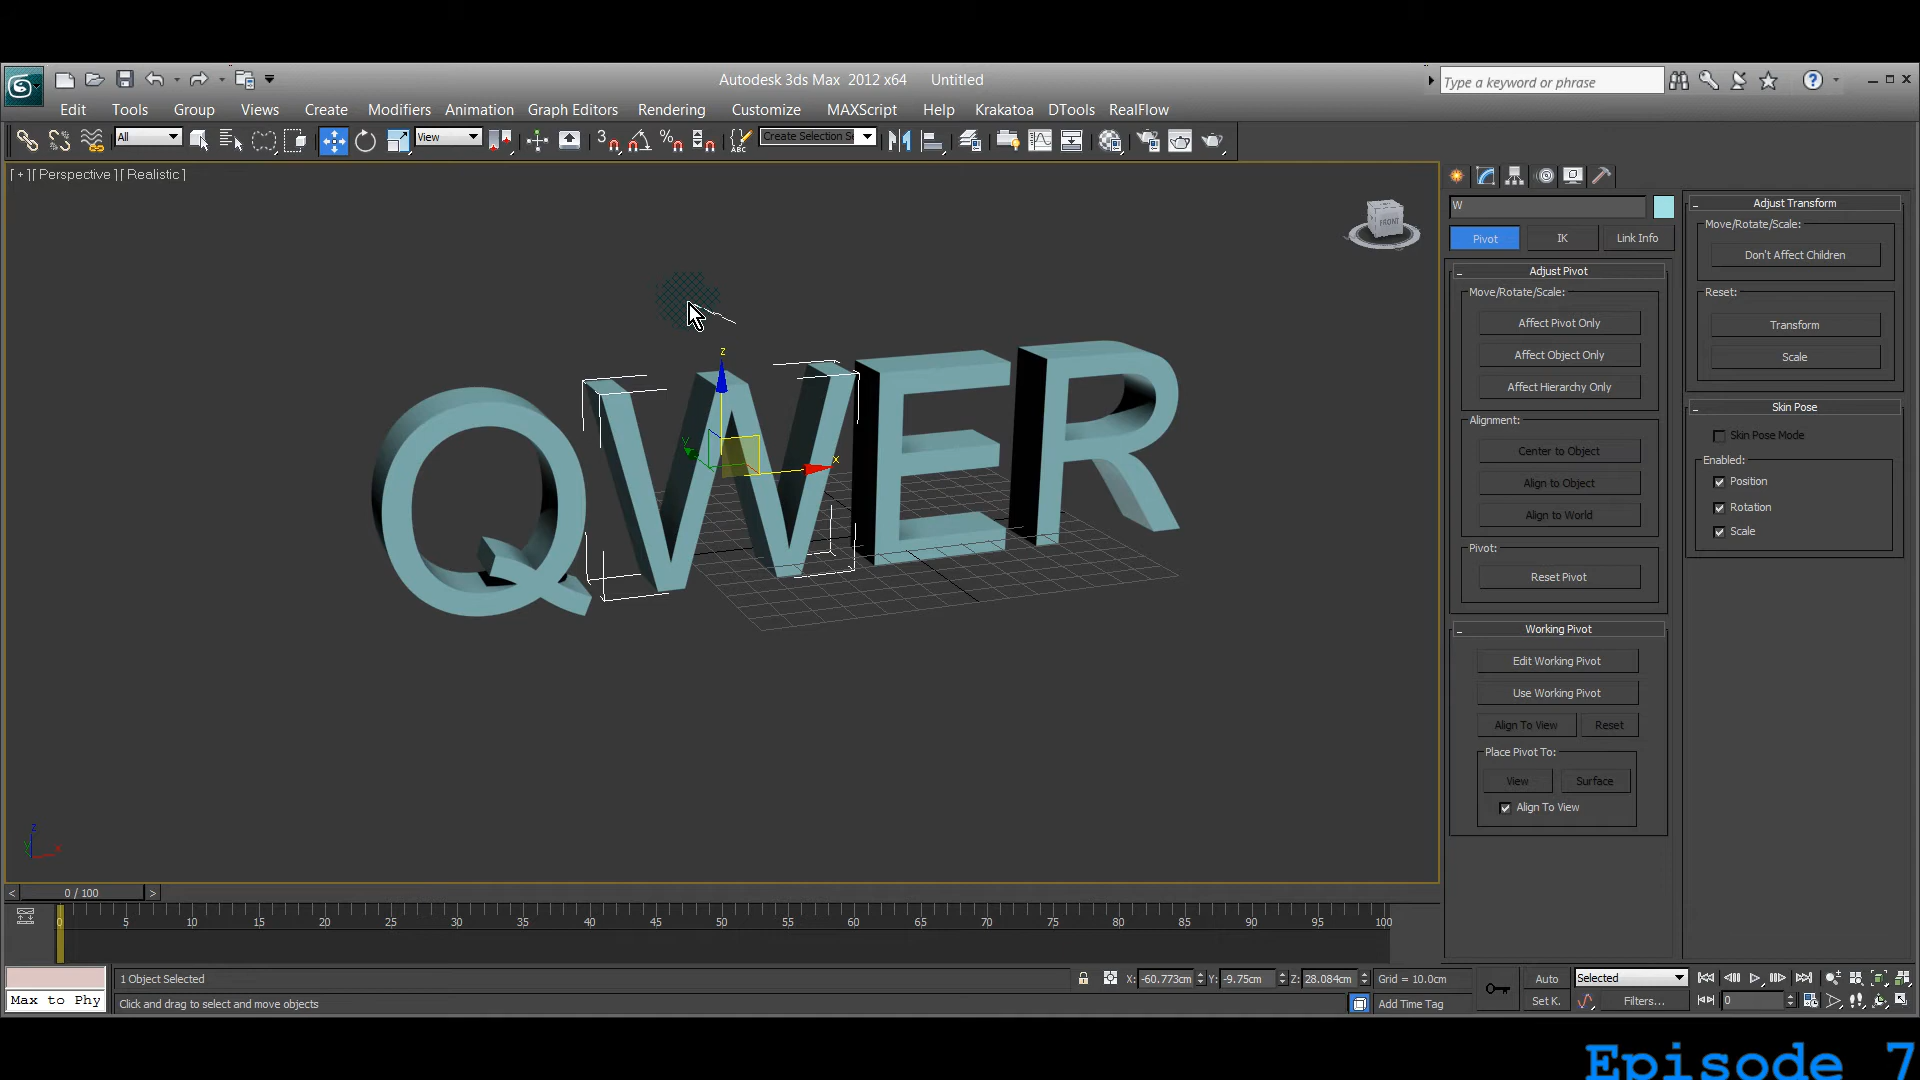 Autodesk 3ds Max 2012 x64 Untitled
Type a keyword or phrase
Edit Tools Group Views Create Modifiers Animation Graph Editors Rendering Customize MAXScript Help Krakatoa DTools RealFlow
All View 3 % ABC Create Selection Se
[ + ] [ Perspective ] [ Realistic ]
FRONT
W
Pivot IK Link Info
Adjust Pivot
Move/Rotate/Scale:
Affect Pivot Only
Affect Object Only
Affect Hierarchy Only
Alignment:
Center to Object
Align to Object
Align to World
Pivot:
Reset Pivot
Working Pivot
Edit Working Pivot
Use Working Pivot
Align To View Reset
Place Pivot To:
View Surface
Align To View
Adjust Transform
Move/Rotate/Scale:
Don't Affect Children
Reset:
Transform
Scale
Skin Pose
Skin Pose Mode
Enabled:
Position
Rotation
Scale
QWER
z
y
x
z
y x
< 0 / 100 >
0 5 10 15 20 25 30 35 40 45 50 55 60 65 70 75 80 85 90 95 100
1 Object Selected X: -60.773cm Y: -9.75cm Z: 28.084cm Grid = 10.0cm Auto Selected
Max to Phy Click and drag to select and move objects Add Time Tag Set K. Filters... 0
Episode 7